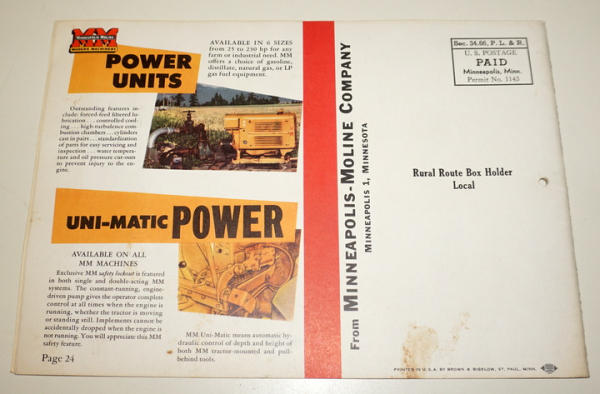 MM
MINNEAPOLIS-MOLINE
MODERN MACHINERY
POWER
UNITS
AVAILABLE IN 6 SIZES
from 25 to 230 hp for any
farm or industrial need. MM
offers a choice of gasoline,
distillate, natural gas, or LP
gas fuel equipment.
Outstanding features in-
clude: forced-feed filtered lu-
brication . . . controlled cool-
ing . . . high-turbulence com-
bustion chambers . . . cylinders
cast in pairs . . . standardization
of parts for easy servicing and
inspection . . . water tempera-
ture and oil pressure cut-outs
to prevent injury to the en-
gine.
UNI-MATIC POWER
AVAILABLE ON ALL
MM MACHINES
Exclusive MM safety lockout is featured
in both single and double-acting MM
systems. The constant-running, engine-
driven pump gives the operator complete
control at all times when the engine is
running, whether the tractor is moving
or standing still. Implements cannot be
accidentally dropped when the engine is
not running. You will appreciate this MM
safety feature.
MM Uni-Matic means automatic hy-
draulic control of depth and height of
both MM tractor-mounted and pull-
behind tools.
Page 24
From MINNEAPOLIS-MOLINE COMPANY
MINNEAPOLIS 1, MINNESOTA
Sec. 34.66, P. L. & R.
U. S. POSTAGE
PAID
Minneapolis, Minn.
Permit No. 1145
Rural Route Box Holder
Local
PRINTED IN U.S.A. BY BROWN & BIGELOW, ST. PAUL, MINN.